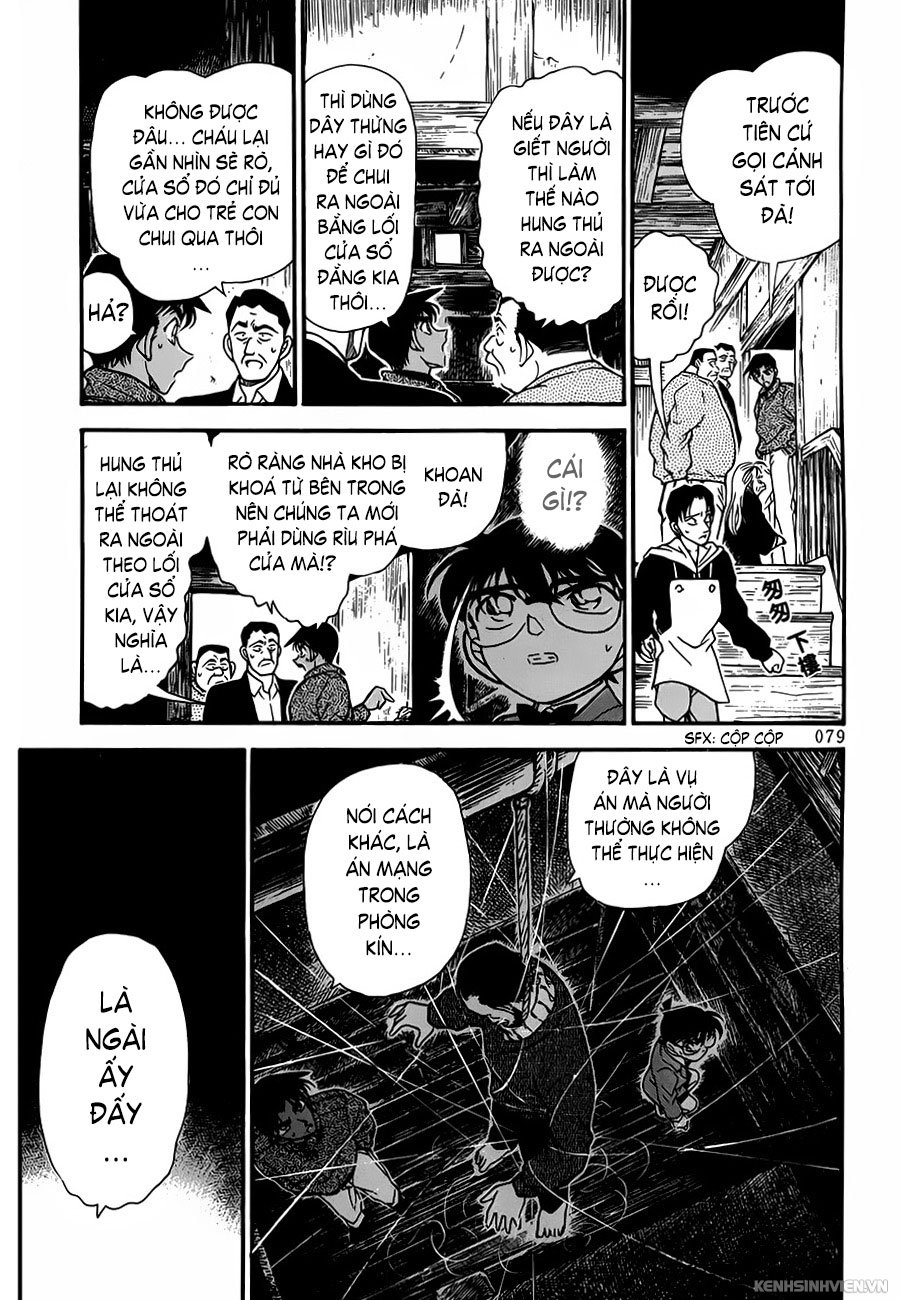 TRƯỚC
TIÊN CỨ
GỌI CẢNH
SÁT TỚI
ĐÃ!
ĐƯỢC
RỒI!
匆匆
下樓
SFX: CỘP CỘP
079
NẾU ĐÂY LÀ
GIẾT NGƯỜI
THÌ LÀM
THẾ NÀO
HUNG THỦ
RA NGOÀI
ĐƯỢC?
THÌ DÙNG
DÂY THỪNG
HAY GÌ ĐÓ
ĐỂ CHUI
RA NGOÀI
BẰNG LỐI
CỬA SỔ
ĐẰNG KIA
THÔI...
KHÔNG ĐƯỢC
ĐÂU... CHÁU LẠI
GẦN NHÌN SẼ RÕ,
CỬA SỔ ĐÓ CHỈ ĐỦ
VỪA CHO TRẺ CON
CHUI QUA THÔI
...
HẢ?
CÁI
GÌ!?
KHOAN
ĐÃ!
RÕ RÀNG NHÀ KHO BỊ
KHOÁ TỪ BÊN TRONG
NÊN CHÚNG TA MỚI
PHẢI DÙNG RÌU PHÁ
CỬA MÀ!?
HUNG THỦ
LẠI KHÔNG
THỂ THOÁT
RA NGOÀI
THEO LỐI
CỬA SỔ
KIA, VẬY
NGHĨA
LÀ...
ĐÂY LÀ VỤ
ÁN MÀ NGƯỜI
THƯỜNG KHÔNG
THỂ THỰC HIỆN
...
NÓI CÁCH
KHÁC, LÀ
ÁN MẠNG
TRONG
PHÒNG
KÍN...
LÀ
NGÀI
ẤY
ĐẤY
...
KENHSINHVIEN.VN